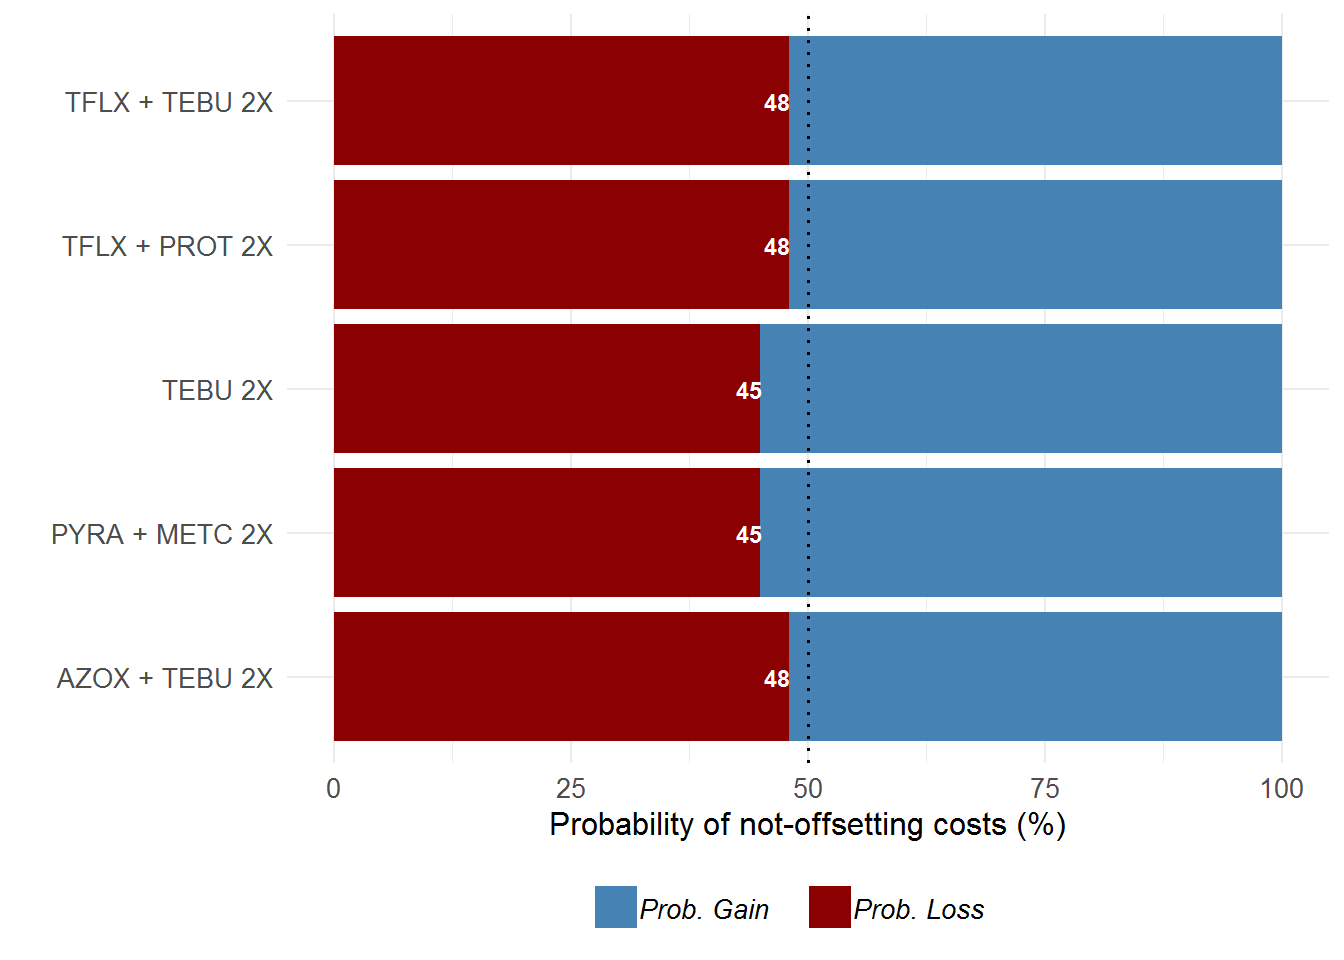 TFLX + TEBU 2X
48
TFLX + PROT 2X
48
TEBU 2X
45
PYRA + METC 2X
45
AZOX + TEBU 2X
48
0 25 50 75 100
Probability of not-offsetting costs (%)
Prob. Gain Prob. Loss